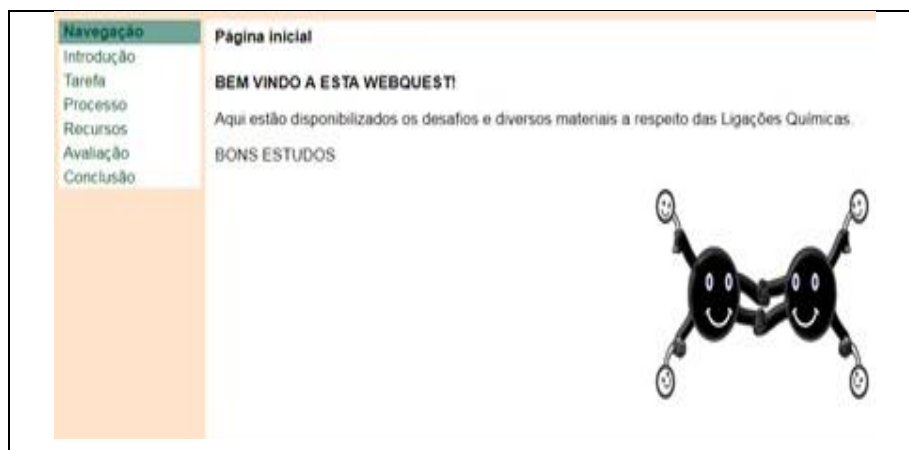 Navegação
Introdução
Tarefa
Processo
Recursos
Avaliação
Conclusão
Página inicial
BEM VINDO A ESTA WEBQUEST!
Aqui estão disponibilizados os desafios e diversos materiais a respeito das Ligações Químicas.
BONS ESTUDOS